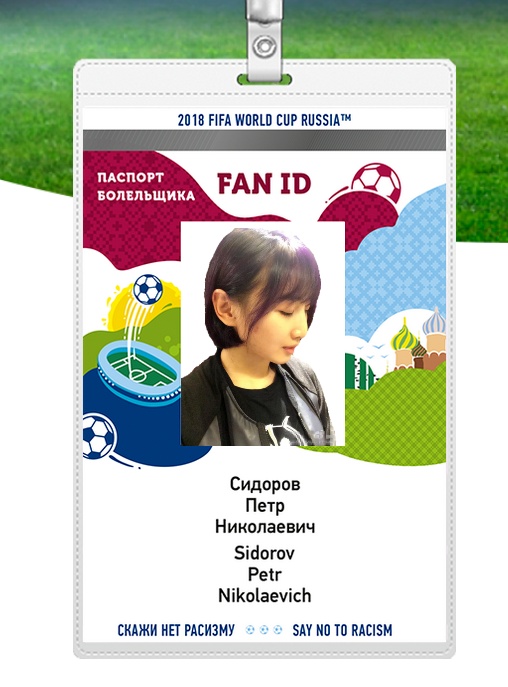 2018 FIFA WORLD CUP RUSSIA™
ПАСПОРТ
БОЛЕЛЬЩИКА
FAN ID
Сидоров
Петр
Николаевич
Sidorov
Petr
Nikolaevich
СКАЖИ НЕТ РАСИЗМУ SAY NO TO RACISM